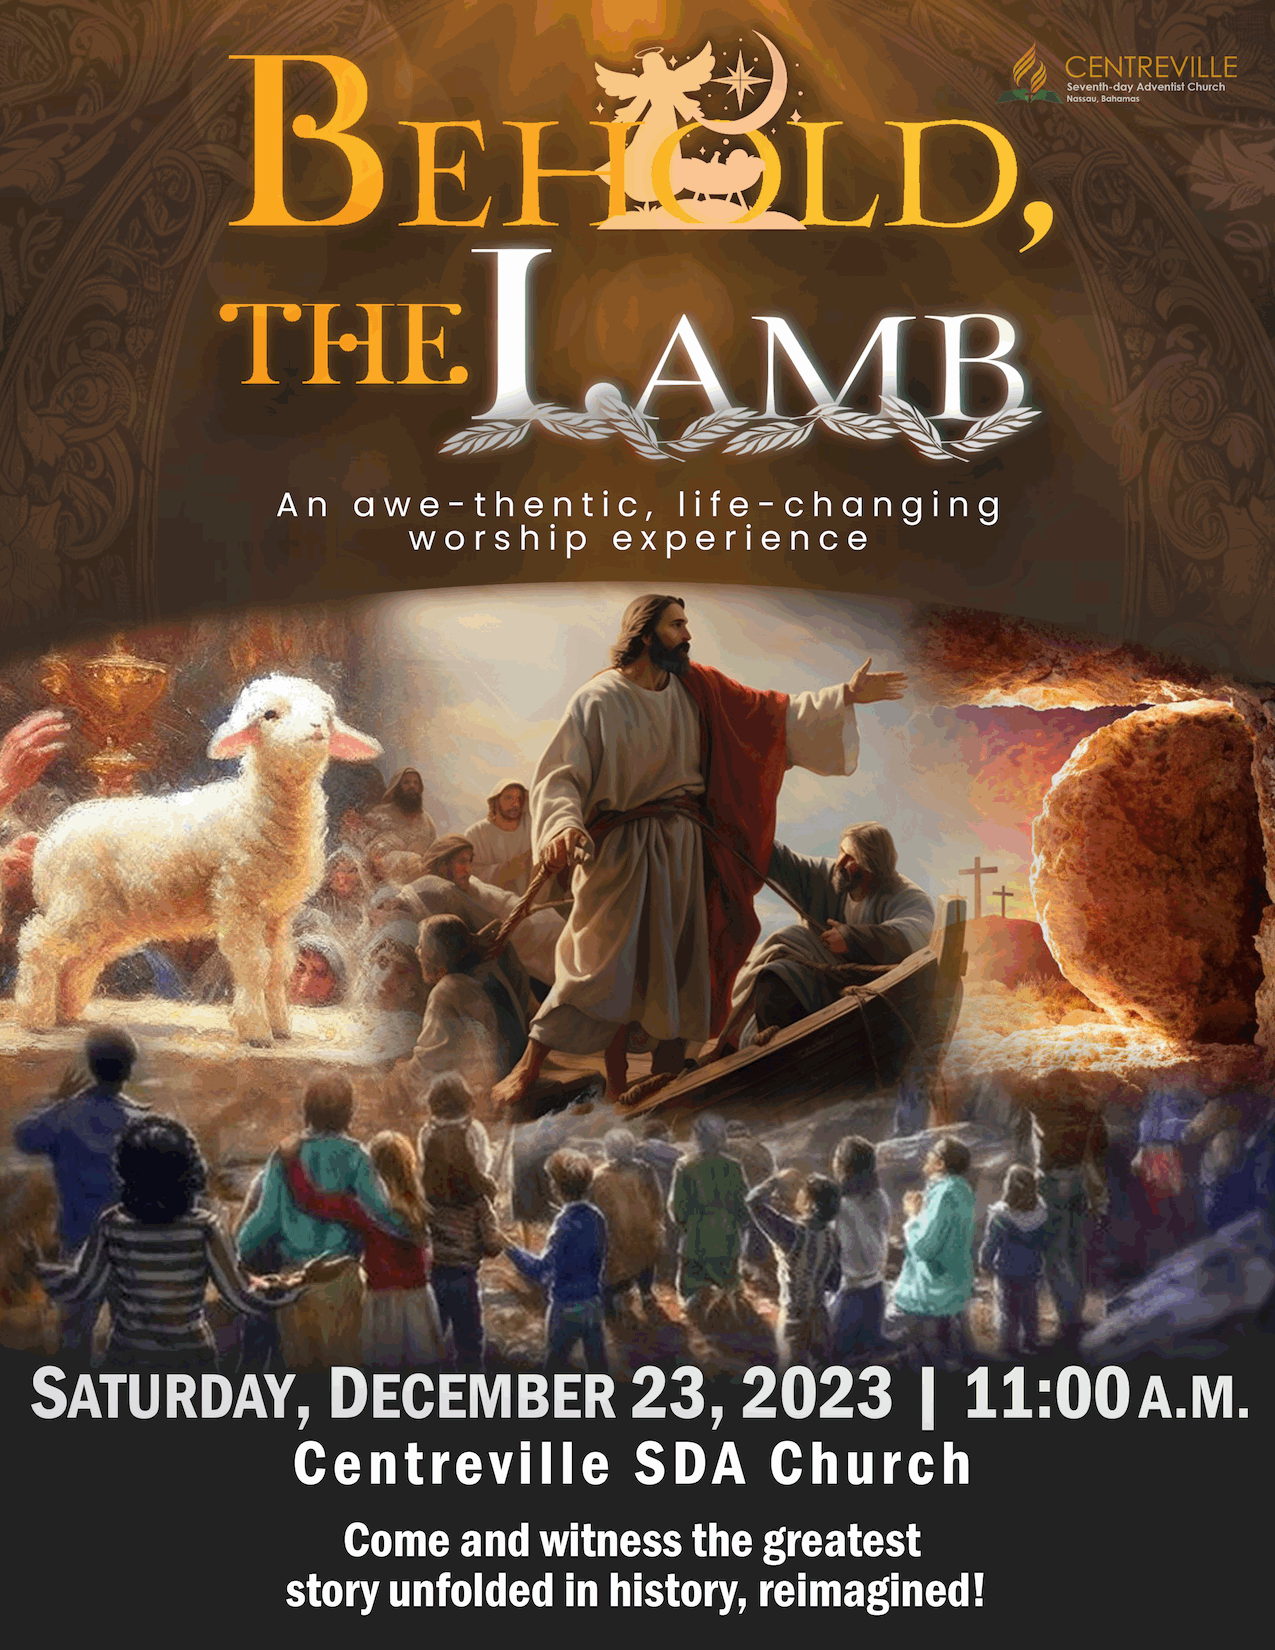 CENTREVILLE
Seventh-day Adventist Church
Nassau, Bahamas
BEHOLD,
THE LAMB
An awe-thentic, life-changing
worship experience
SATURDAY, DECEMBER 23, 2023 | 11:00 A.M.
Centreville SDA Church
Come and witness the greatest
story unfolded in history, reimagined!